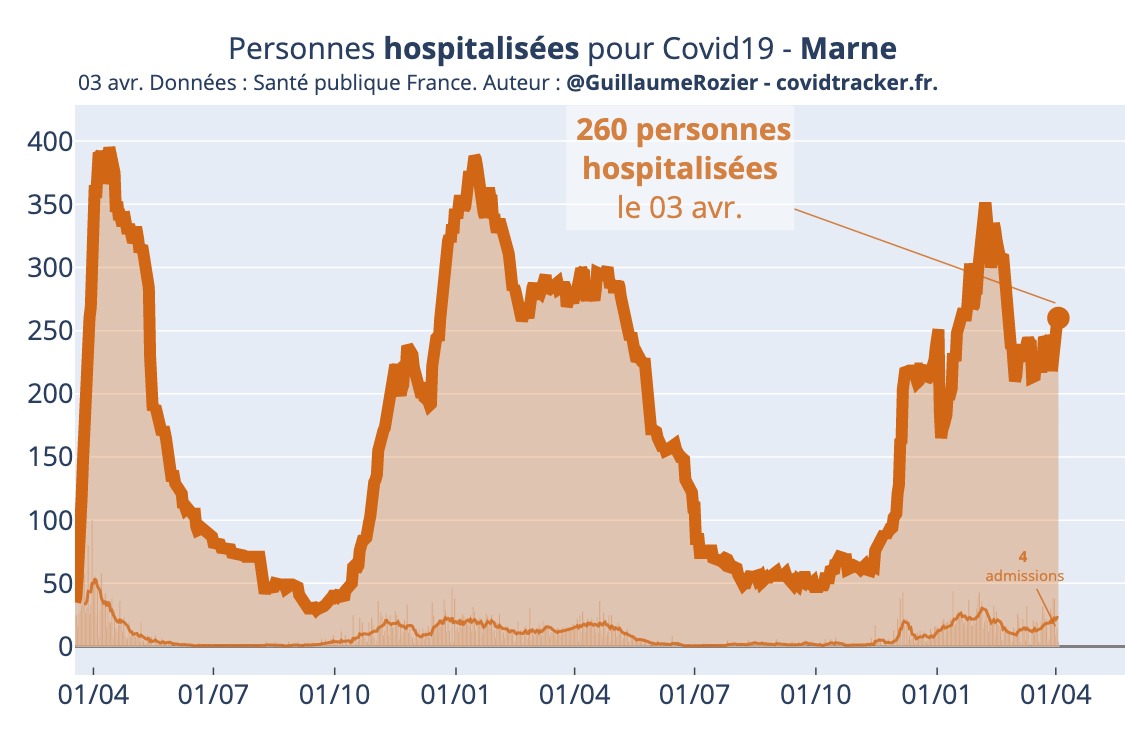 Personnes hospitalisées pour Covid19 - Marne
03 avr. Données : Santé publique France. Auteur : @GuillaumeRozier - covidtracker.fr.
260 personnes
hospitalisées
le 03 avr.
400
350
300
250
200
150
100
50
0
4
admissions
01/04 01/07 01/10 01/01 01/04 01/07 01/10 01/01 01/04